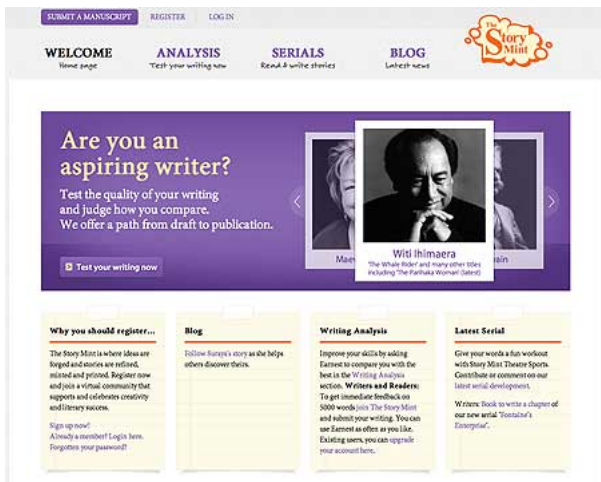 SUBMIT A MANUSCRIPT REGISTER LOG IN
The
Story
Mint
WELCOME ANALYSIS SERIALS BLOG
Home page Test your writing now Read & write stories Latest news
Are you an
aspiring writer?
Test the quality of your writing
and judge how you compare.
We offer a path from draft to publication.
Test your writing now
Maev
Witi Ihimaera
'The Whale Rider' and many other titles
including 'The Parihaka Woman' (latest)
ain
Why you should register...
The Story Mint is where ideas are
forged and stories are refined,
minted and printed. Register now
and join a virtual community that
supports and celebrates creativity
and literary success.
Sign up now!
Already a member? Login here.
Forgotten your password?
Blog
Follow Suraya's story as she helps
others discover theirs.
Writing Analysis
Improve your skills by asking
Earnest to compare you with the
best in the Writing Analysis
section. Writers and Readers:
To get immediate feedback on
5000 words join The Story Mint
and submit your writing. You can
use Earnest as often as you like.
Existing users, you can upgrade
your account here.
Latest Serial
Give your words a fun workout
with Story Mint Theatre Sports.
Contribute or comment on our
latest serial development.
Writers: Book to write a chapter of
our new serial "Fontaine's
Enterprise".